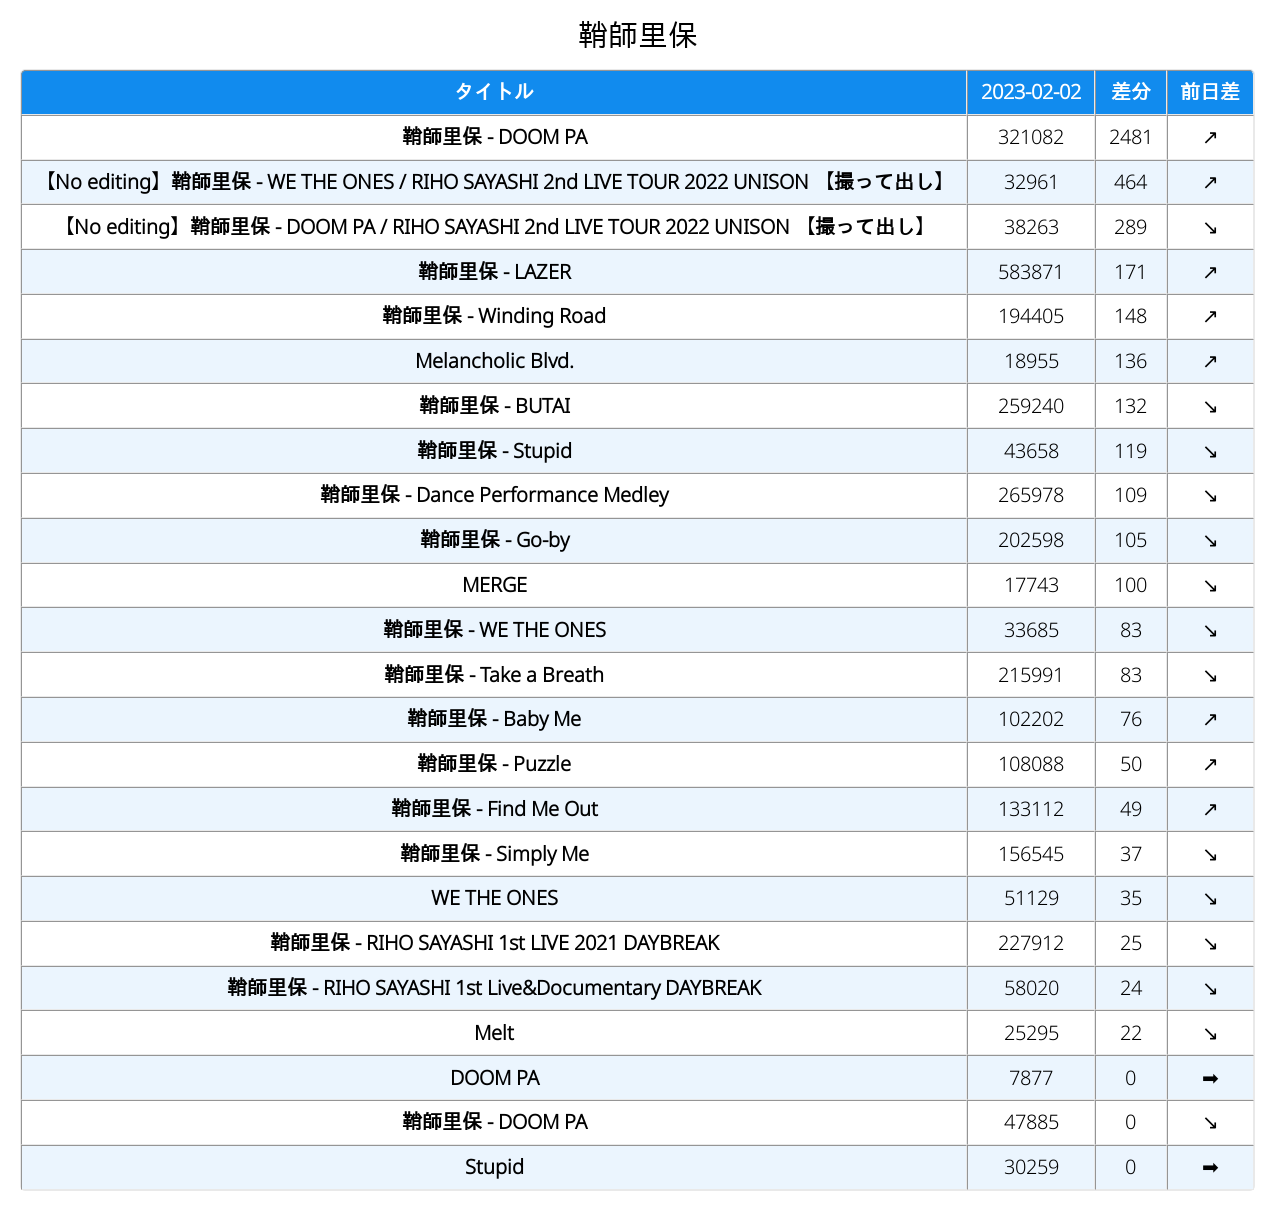 鞘師里保
タイトル 2023-02-02 差分 前日差
鞘師里保 - DOOM PA 321082 2481 ↗
【No editing】鞘師里保 - WE THE ONES / RIHO SAYASHI 2nd LIVE TOUR 2022 UNISON 【撮って出し】 32961 464 ↗
【No editing】鞘師里保 - DOOM PA / RIHO SAYASHI 2nd LIVE TOUR 2022 UNISON 【撮って出し】 38263 289 ↘
鞘師里保 - LAZER 583871 171 ↗
鞘師里保 - Winding Road 194405 148 ↗
Melancholic Blvd. 18955 136 ↗
鞘師里保 - BUTAI 259240 132 ↘
鞘師里保 - Stupid 43658 119 ↘
鞘師里保 - Dance Performance Medley 265978 109 ↘
鞘師里保 - Go-by 202598 105 ↘
MERGE 17743 100 ↘
鞘師里保 - WE THE ONES 33685 83 ↘
鞘師里保 - Take a Breath 215991 83 ↘
鞘師里保 - Baby Me 102202 76 ↗
鞘師里保 - Puzzle 108088 50 ↗
鞘師里保 - Find Me Out 133112 49 ↗
鞘師里保 - Simply Me 156545 37 ↘
WE THE ONES 51129 35 ↘
鞘師里保 - RIHO SAYASHI 1st LIVE 2021 DAYBREAK 227912 25 ↘
鞘師里保 - RIHO SAYASHI 1st Live&Documentary DAYBREAK 58020 24 ↘
Melt 25295 22 ↘
DOOM PA 7877 0 ➡
鞘師里保 - DOOM PA 47885 0 ↘
Stupid 30259 0 ➡